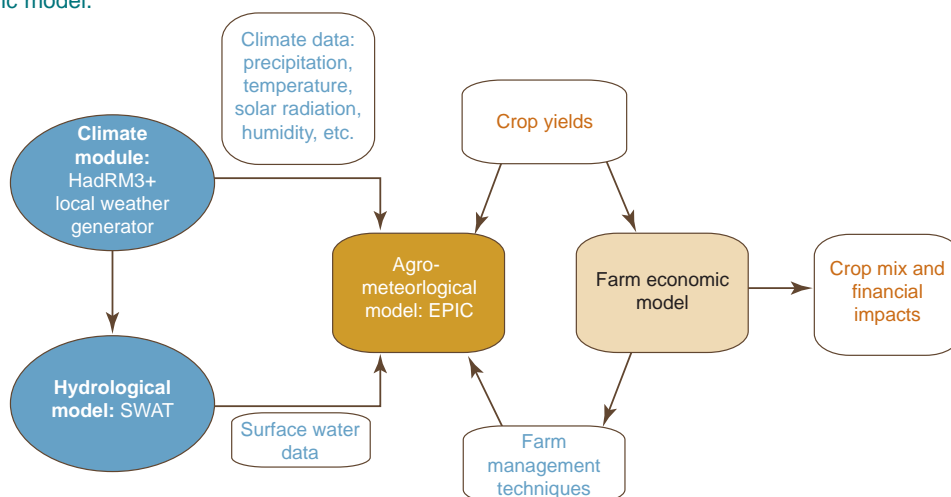 ic model.
Climate data:
precipitation,
temperature,
solar radiation,
humidity, etc.
Climate
module:
HadRM3+
local weather
generator
Crop yields
Agro-
meteorlogical
model: EPIC
Farm economic
model
Crop mix and
financial
impacts
Hydrological
model: SWAT
Surface water
data
Farm
management
techniques